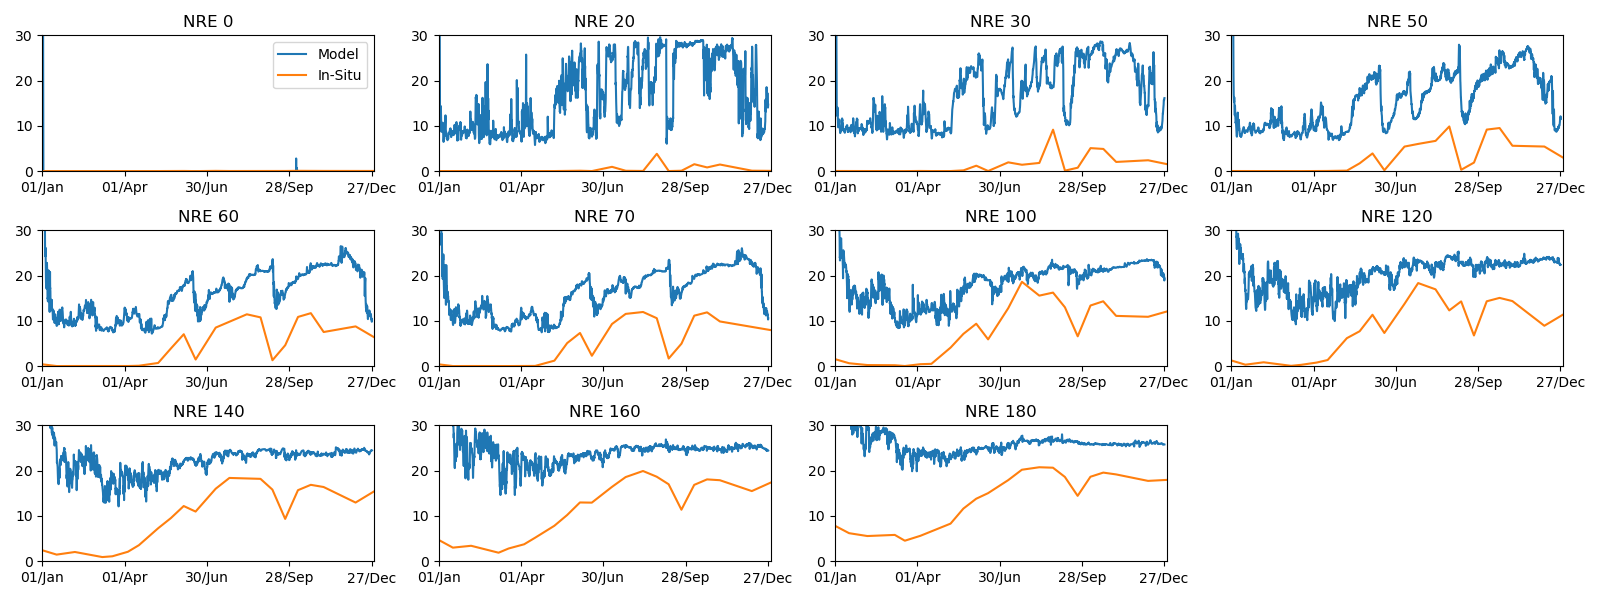 NRE 0 NRE 20 NRE 30 NRE 50
30 30 30 30
Model
In-Situ
20 20 20 20
10 10 10 10
0 0 0 0
01/Jan 01/Apr 30/Jun 28/Sep 27/Dec 01/Jan 01/Apr 30/Jun 28/Sep 27/Dec 01/Jan 01/Apr 30/Jun 28/Sep 27/Dec 01/Jan 01/Apr 30/Jun 28/Sep 27/Dec
NRE 60 NRE 70 NRE 100 NRE 120
30 30 30 30
20 20 20 20
10 10 10 10
0 0 0 0
01/Jan 01/Apr 30/Jun 28/Sep 27/Dec 01/Jan 01/Apr 30/Jun 28/Sep 27/Dec 01/Jan 01/Apr 30/Jun 28/Sep 27/Dec 01/Jan 01/Apr 30/Jun 28/Sep 27/Dec
NRE 140 NRE 160 NRE 180
30 30 30
20 20 20
10 10 10
0 0 0
01/Jan 01/Apr 30/Jun 28/Sep 27/Dec 01/Jan 01/Apr 30/Jun 28/Sep 27/Dec 01/Jan 01/Apr 30/Jun 28/Sep 27/Dec